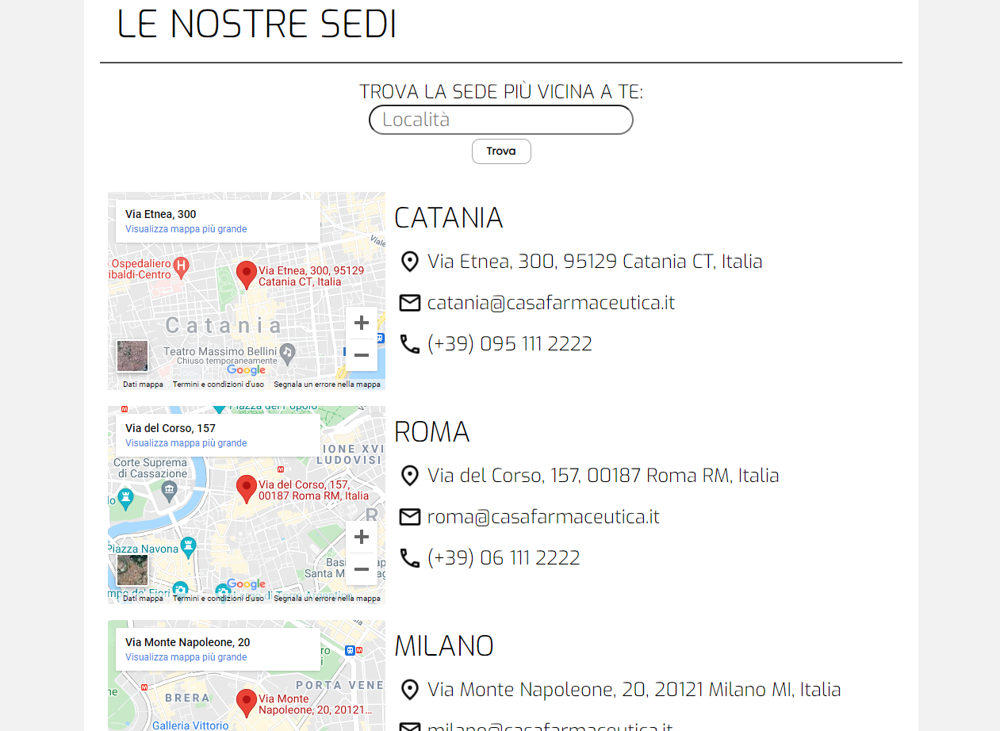 LE NOSTRE SEDI
TROVA LA SEDE PIÙ VICINA A TE:
Località
Trova
Via Etnea, 300
Visualizza mappa più grande
Viale
Ospedaliero
ribaldi-Centro
H
Via Etnea, 300, 95129
Catania CT, Italia
Catania
Teatro Massimo Bellini
Chiuso temporaneamente
Google
Dati mappa Termini e condizioni d'uso Segnala un errore nella mappa
CATANIA
Via Etnea, 300, 95129 Catania CT, Italia
catania@casafarmaceutica.it
(+39) 095 111 2222
Piazza del Popolo
Via del Corso, 157
Visualizza mappa più grande
IONE XVI
LUDOVISI
Corte Suprema
di Cassazione
Via del Corso, 157,
00187 Roma RM, Italia
R
Piazza Navona
Santa M
Google
Dati mappa Termini e condizioni d'uso Segnala un errore nella mappa
ROMA
Via del Corso, 157, 00187 Roma RM, Italia
roma@casafarmaceutica.it
(+39) 06 111 2222
Via Monte Napoleone, 20
Visualizza mappa più grande
PORTA VENE
BRERA
Via Monte
Napoleone, 20, 20121...
Galleria Vittorio
MILANO
Via Monte Napoleone, 20, 20121 Milano MI, Italia
milano@casafarmaceutica.it